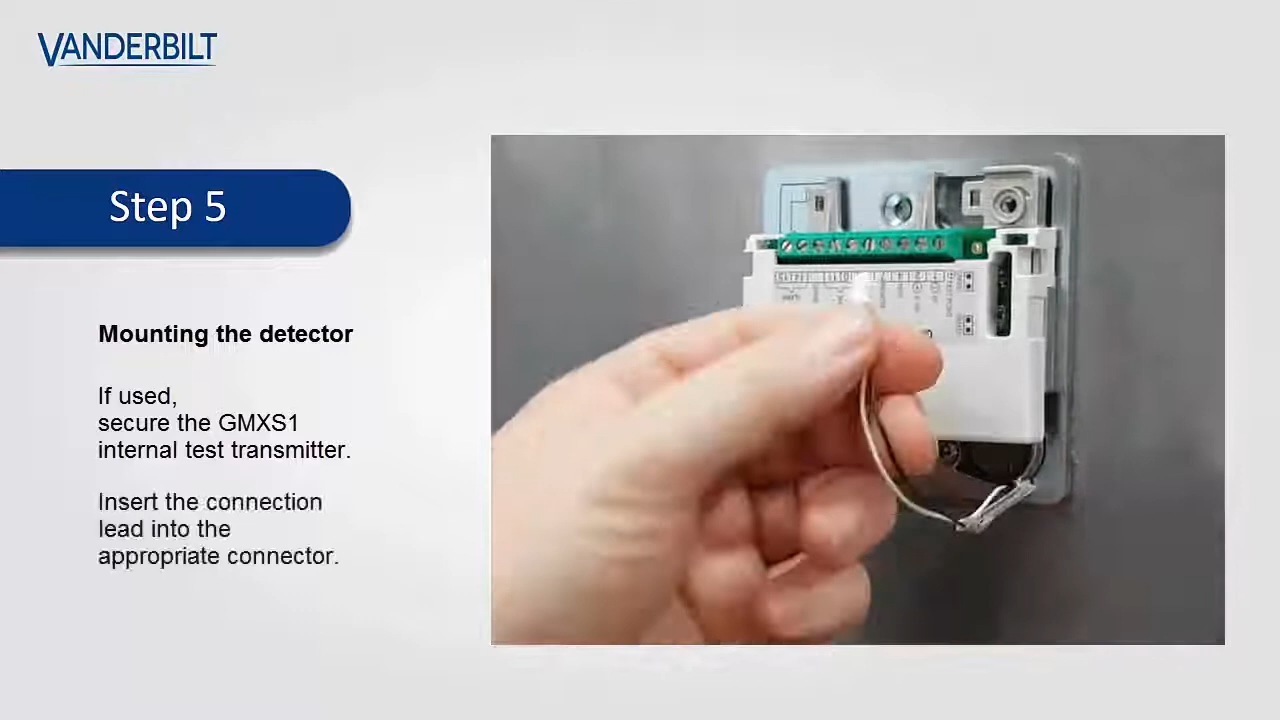 VANDERBILT
Step 5
Mounting the detector
If used,
secure the GMXS1
internal test transmitter.
Insert the connection
lead into the
appropriate connector.